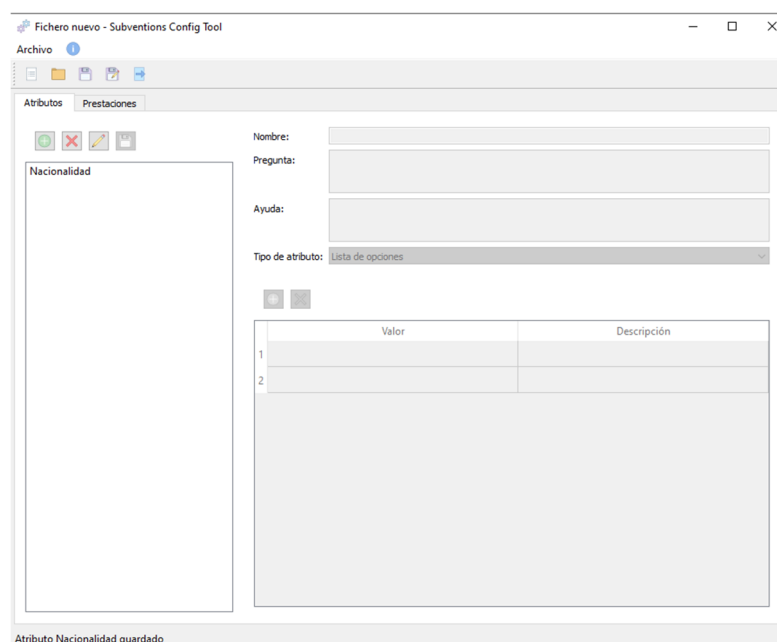 Fichero nuevo - Subventions Config Tool
Archivo
Atributos Prestaciones
Nombre:
Nacionalidad
Pregunta:
Ayuda:
Tipo de atributo: Lista de opciones
Valor Descripción
1
2
Atributo Nacionalidad guardado